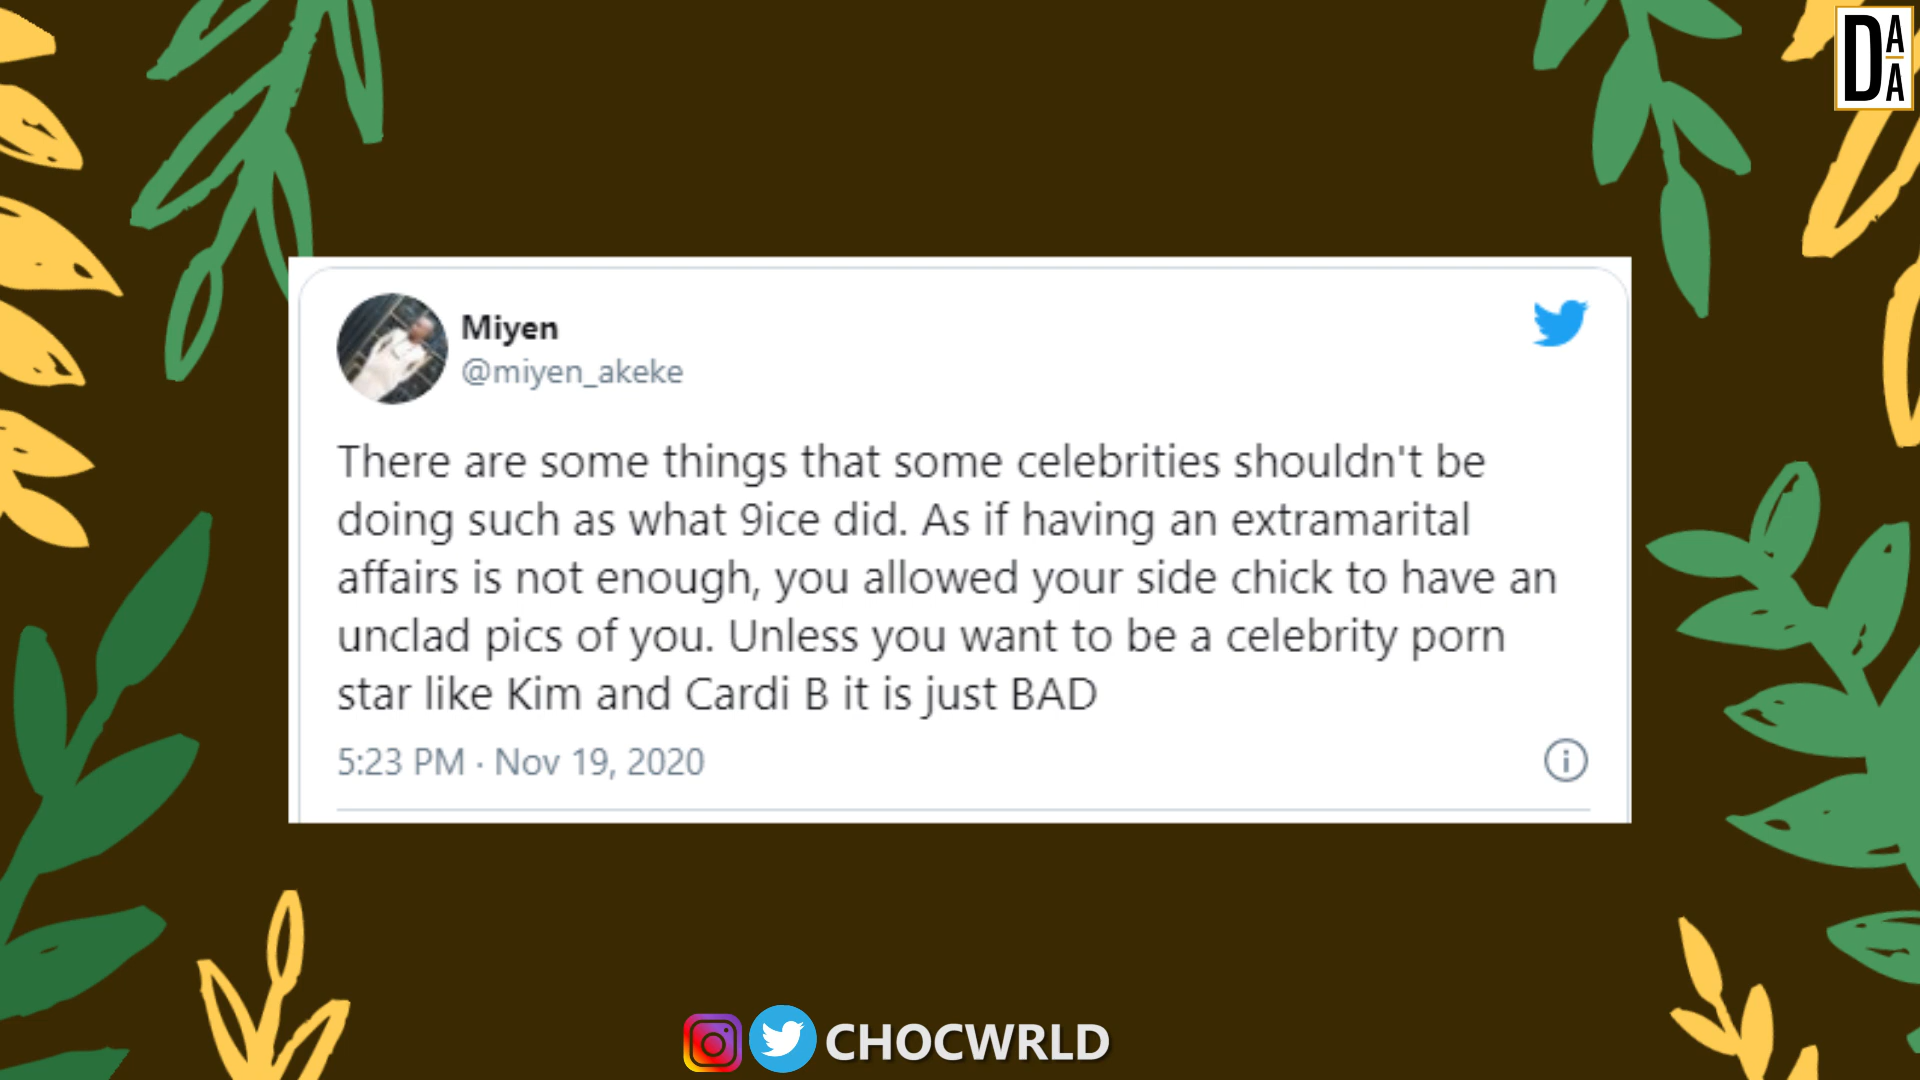 DAA
Miyen
@miyen_akeke
There are some things that some celebrities shouldn't be
doing such as what 9ice did. As if having an extramarital
affairs is not enough, you allowed your side chick to have an
unclad pics of you. Unless you want to be a celebrity porn
star like Kim and Cardi B it is just BAD
5:23 PM · Nov 19, 2020
CHOCWRLD